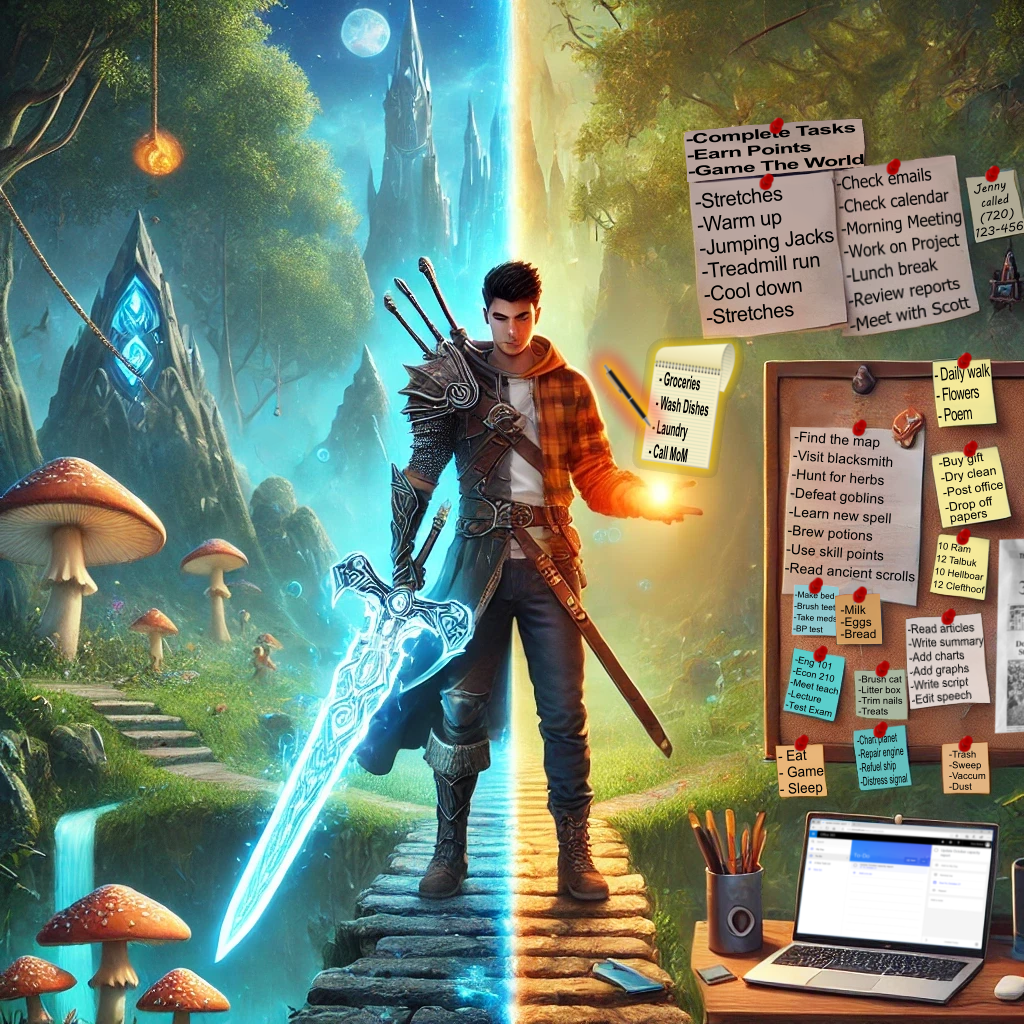 -Complete Tasks
-Earn Points
-Game The World
-Stretches
-Warm up
-Jumping Jacks
-Treadmill run
-Cool down
-Stretches
-Check emails
-Check calendar
-Morning Meeting
-Work on Project
-Lunch break
-Review reports
-Meet with Scott
Jenny
called
(720)
123-456
- Groceries
- Wash Dishes
- Laundry
- Call MoM
- Daily walk
- Flowers
- Poem
-Find the map
-Visit blacksmith
-Hunt for herbs
-Defeat goblins
-Learn new spell
-Brew potions
-Use skill points
-Read ancient scrolls
-Buy gift
-Dry clean
-Post office
-Drop off
papers
10 Ram
12 Talbuk
10 Hellboar
12 Clefthoof
-Make bed
-Brush teet
-Take meds
-BP test
-Milk
-Eggs
-Bread
-Read articles
-Write summary
-Add charts
-Add graphs
-Write script
-Edit speech
-Eng 101
-Econ 210
-Meet teach
-Lecture
-Test Exam
-Brush cat
-Litter box
-Trim nails
-Treats
- Eat
- Game
- Sleep
-Chart planet
-Repair engine
-Refuel ship
-Distress signal
-Trash
-Sweep
-Vaccum
-Dust
To Do